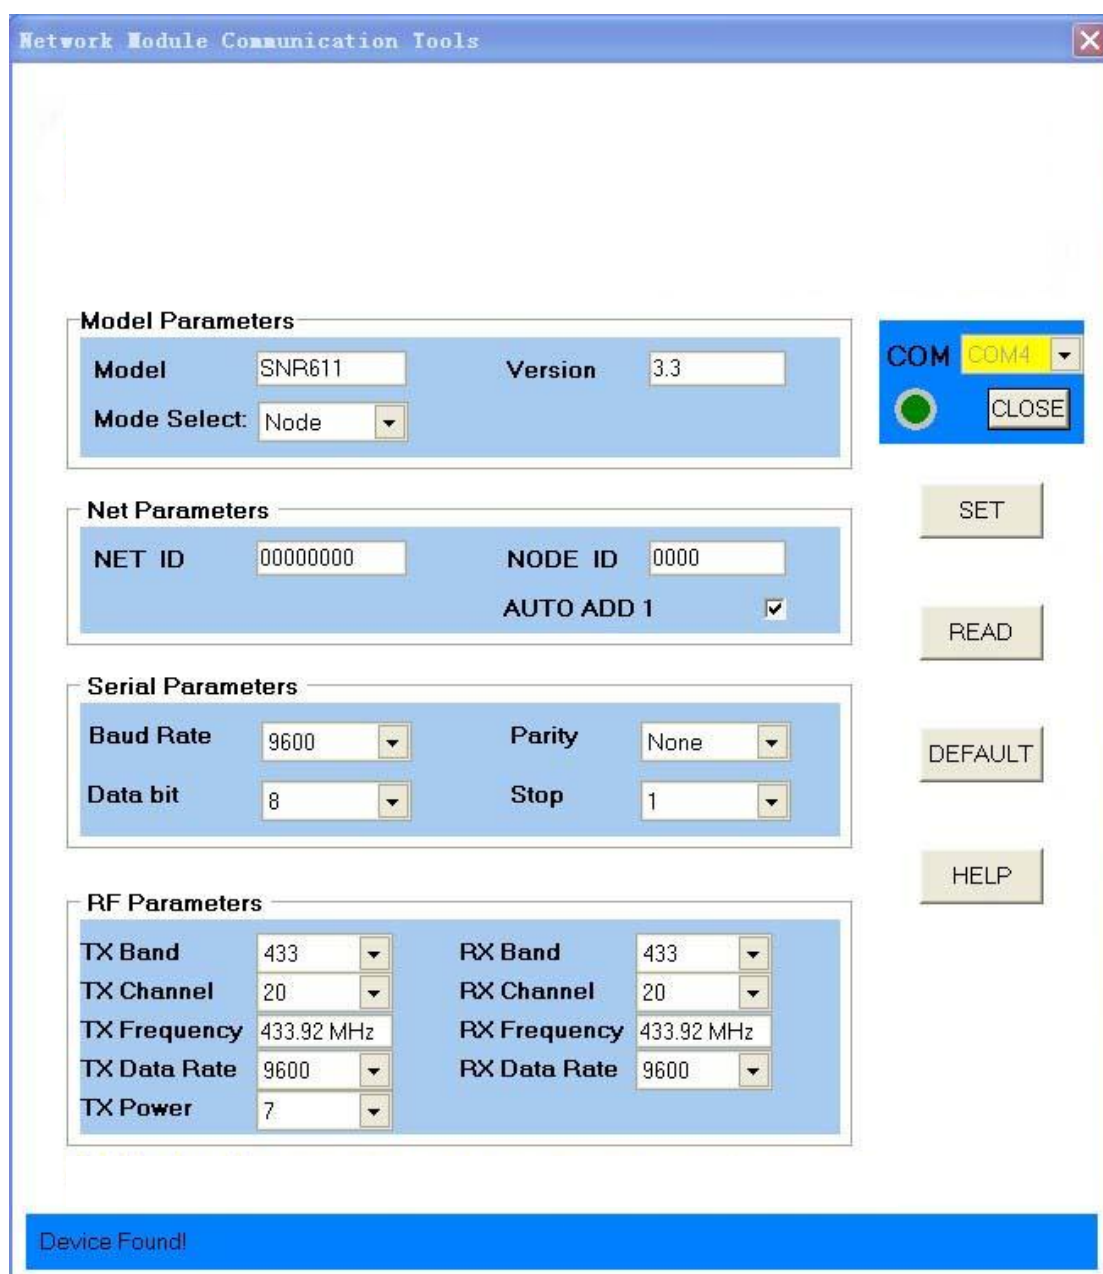 Network Module Communication Tools
Model Parameters
Model SNR611 Version 3.3
Mode Select: Node
COM COM4
CLOSE
Net Parameters
NET ID 00000000 NODE ID 0000
AUTO ADD 1
SET
READ
Serial Parameters
Baud Rate 9600 Parity None
Data bit 8 Stop 1
DEFAULT
HELP
RF Parameters
TX Band 433 RX Band 433
TX Channel 20 RX Channel 20
TX Frequency 433.92 MHz RX Frequency 433.92 MHz
TX Data Rate 9600 RX Data Rate 9600
TX Power 7
Device Found!